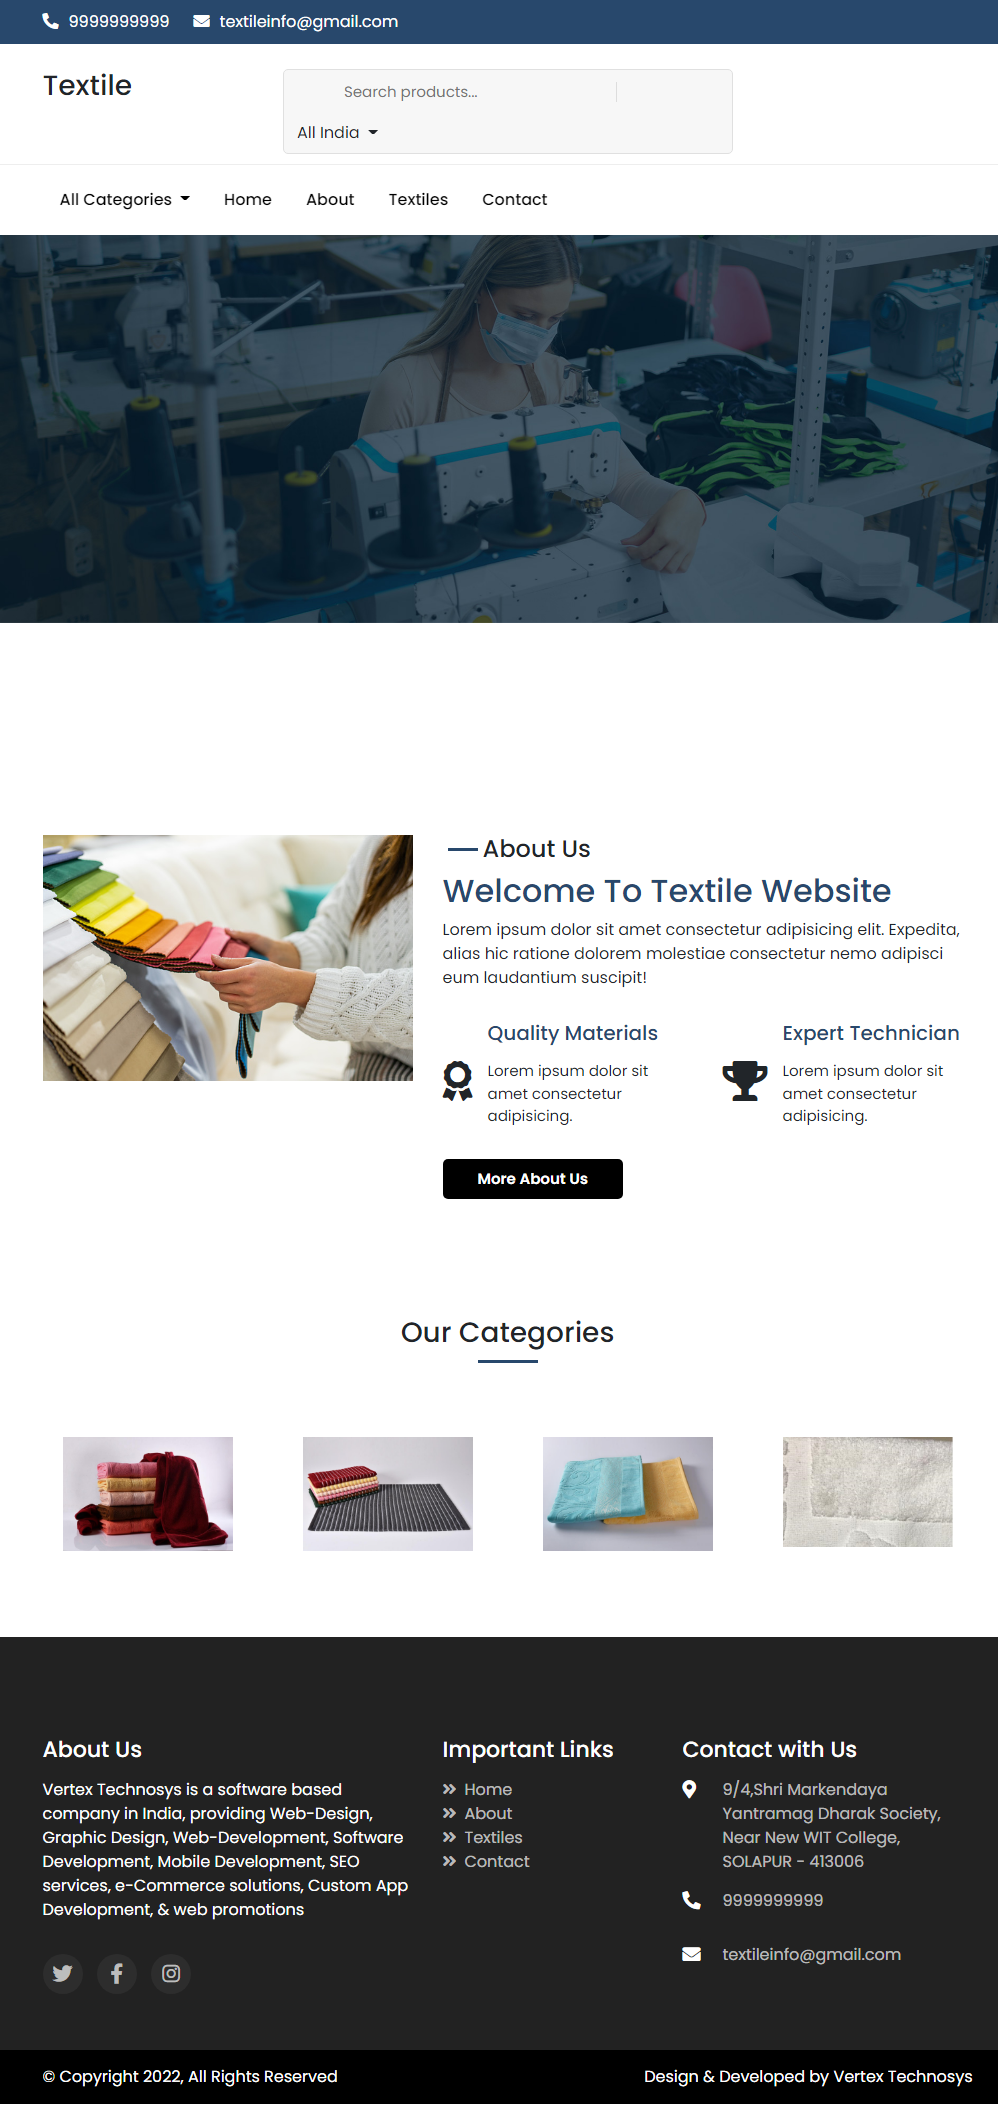 9999999999 textileinfo@gmail.com
Textile
Search products...
All India
All Categories Home About Textiles Contact
About Us
Welcome To Textile Website
Lorem ipsum dolor sit amet consectetur adipisicing elit. Expedita,
alias hic ratione dolorem molestiae consectetur nemo adipisci
eum laudantium suscipit!
Quality Materials
Lorem ipsum dolor sit
amet consectetur
adipisicing.
Expert Technician
Lorem ipsum dolor sit
amet consectetur
adipisicing.
More About Us
Our Categories
About Us
Vertex Technosys is a software based
company in India, providing Web-Design,
Graphic Design, Web-Development, Software
Development, Mobile Development, SEO
services, e-Commerce solutions, Custom App
Development, & web promotions
Important Links
Home
About
Textiles
Contact
Contact with Us
9/4,Shri Markendaya
Yantramag Dharak Society,
Near New WIT College,
SOLAPUR - 413006
9999999999
textileinfo@gmail.com
© Copyright 2022, All Rights Reserved
Design & Developed by Vertex Technosys